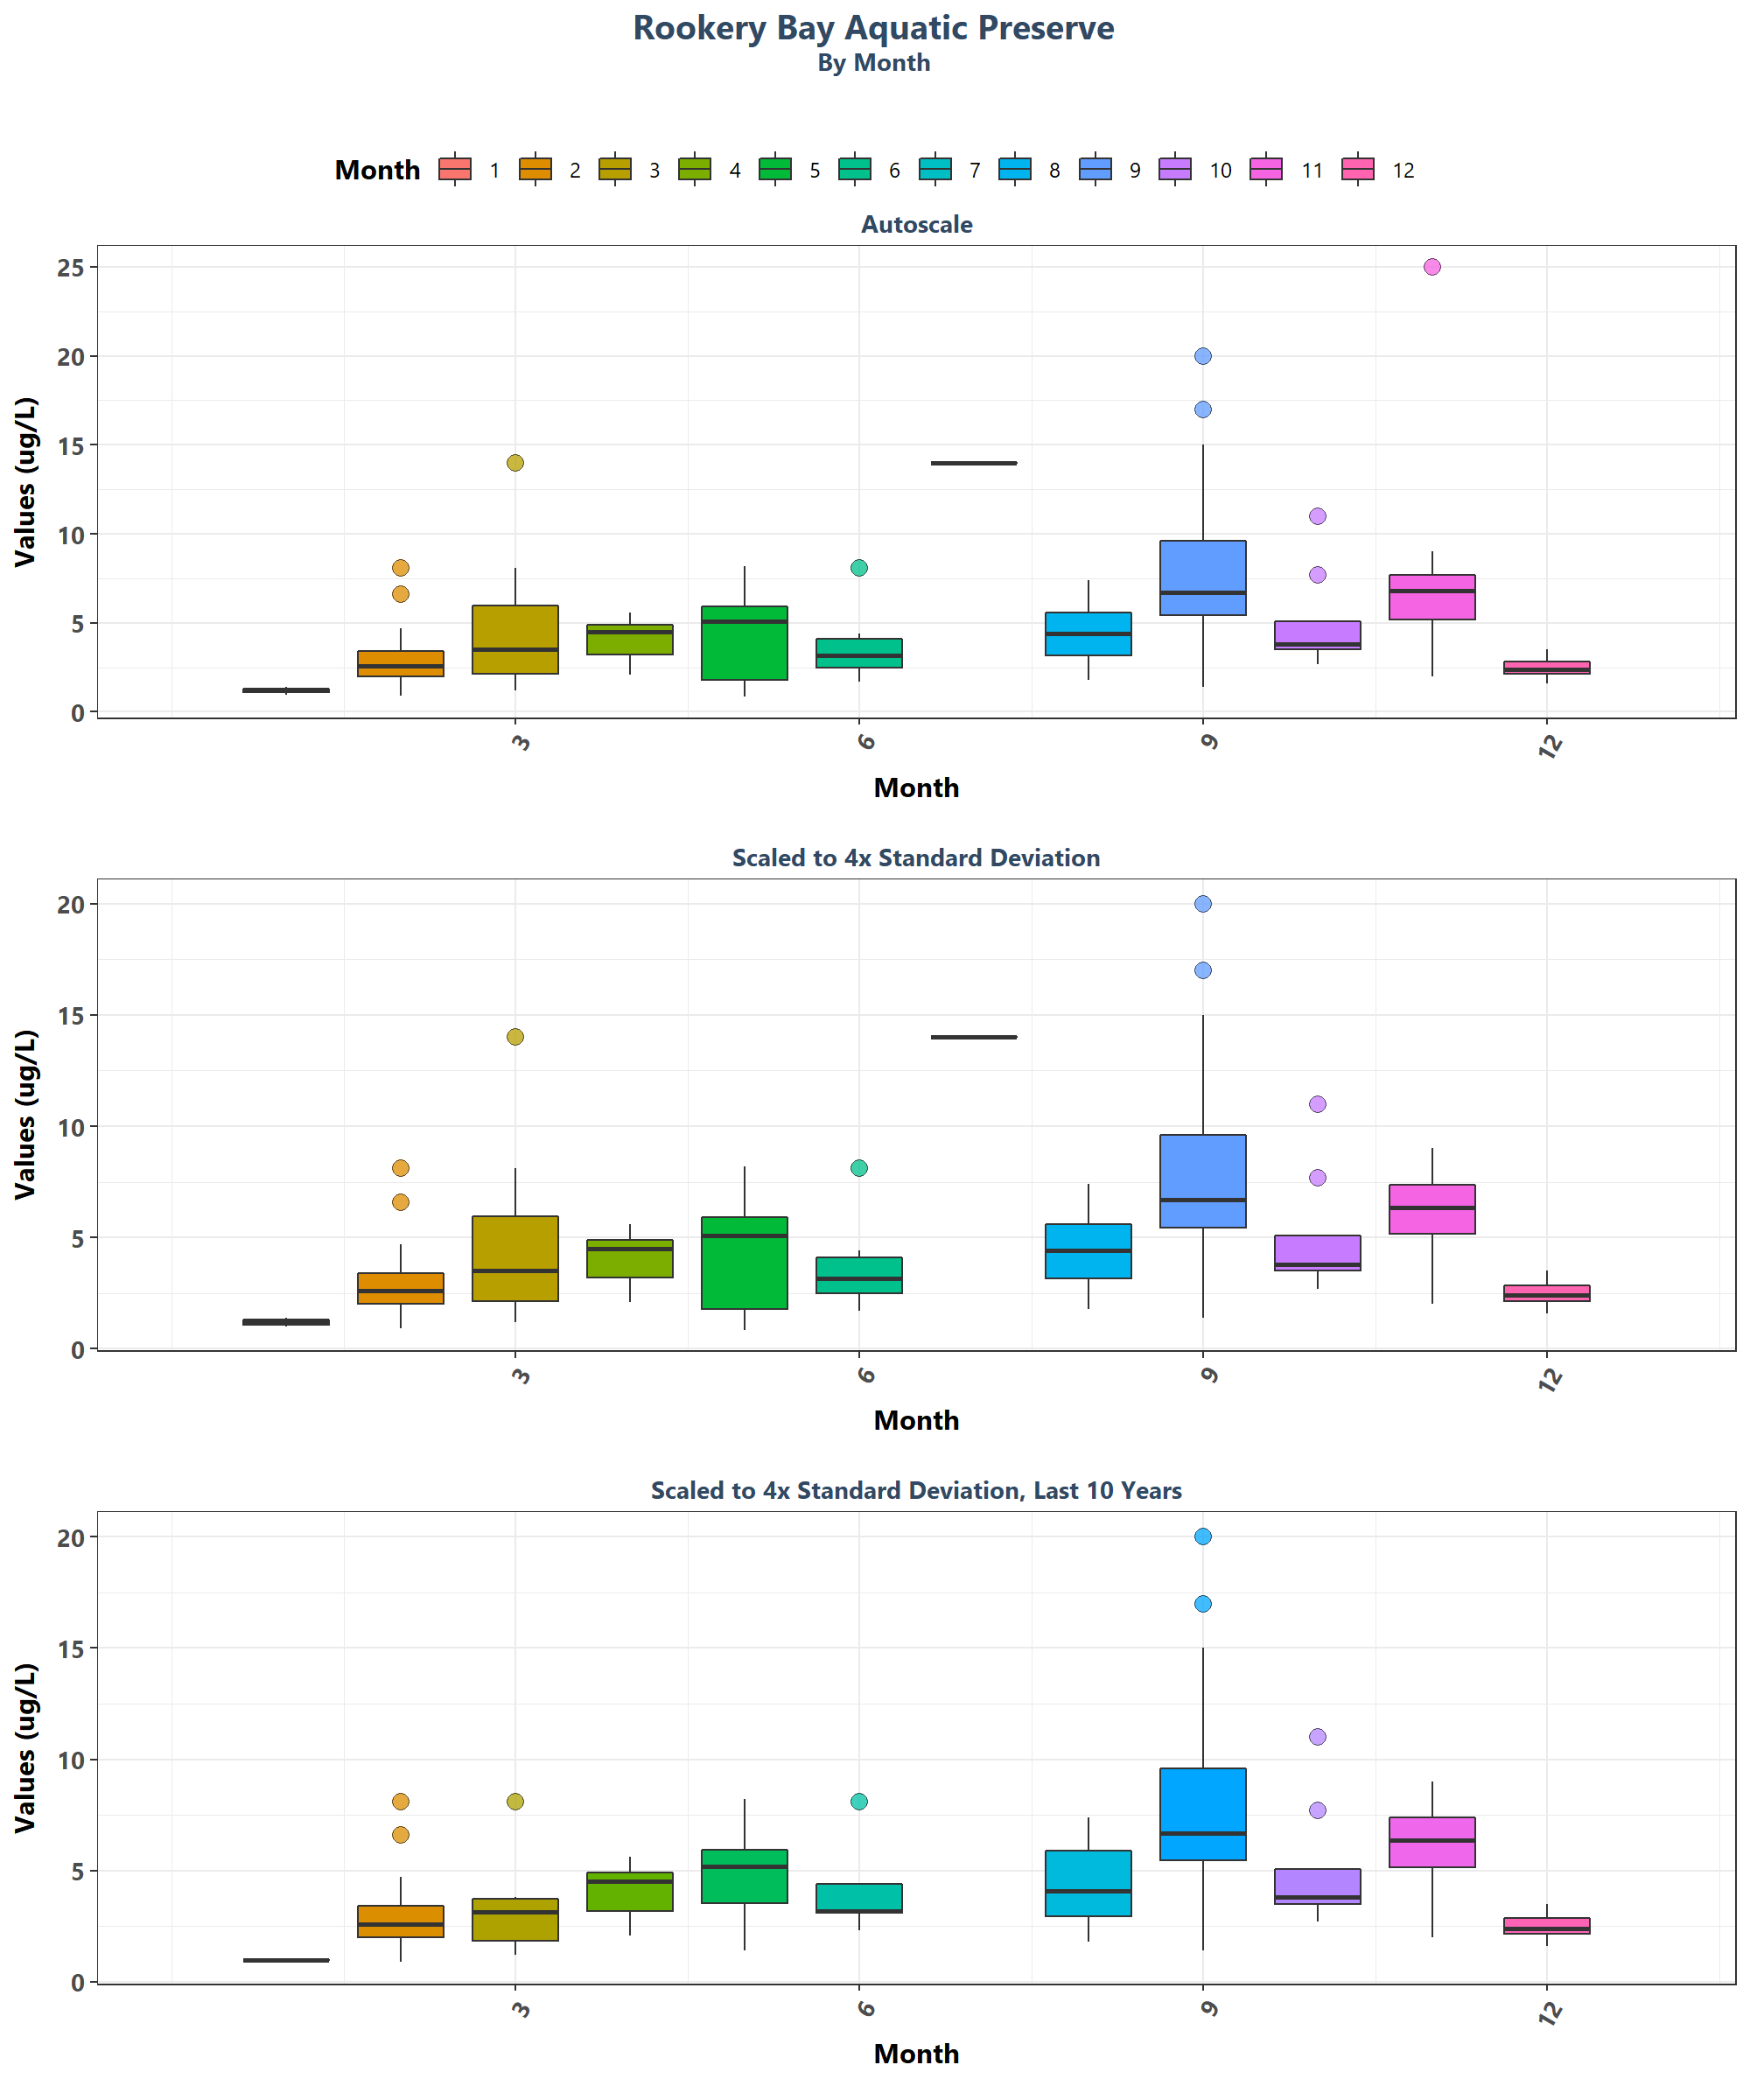 Rookery Bay Aquatic Preserve
By Month
Month 1 2 3 4 5 6 7 8 9 10 11 12
Autoscale
Values (ug/L)
25
20
15
10
5
0
3 6 9 12
Month
Scaled to 4x Standard Deviation
Values (ug/L)
20
15
10
5
0
3 6 9 12
Month
Scaled to 4x Standard Deviation, Last 10 Years
Values (ug/L)
20
15
10
5
0
3 6 9 12
Month